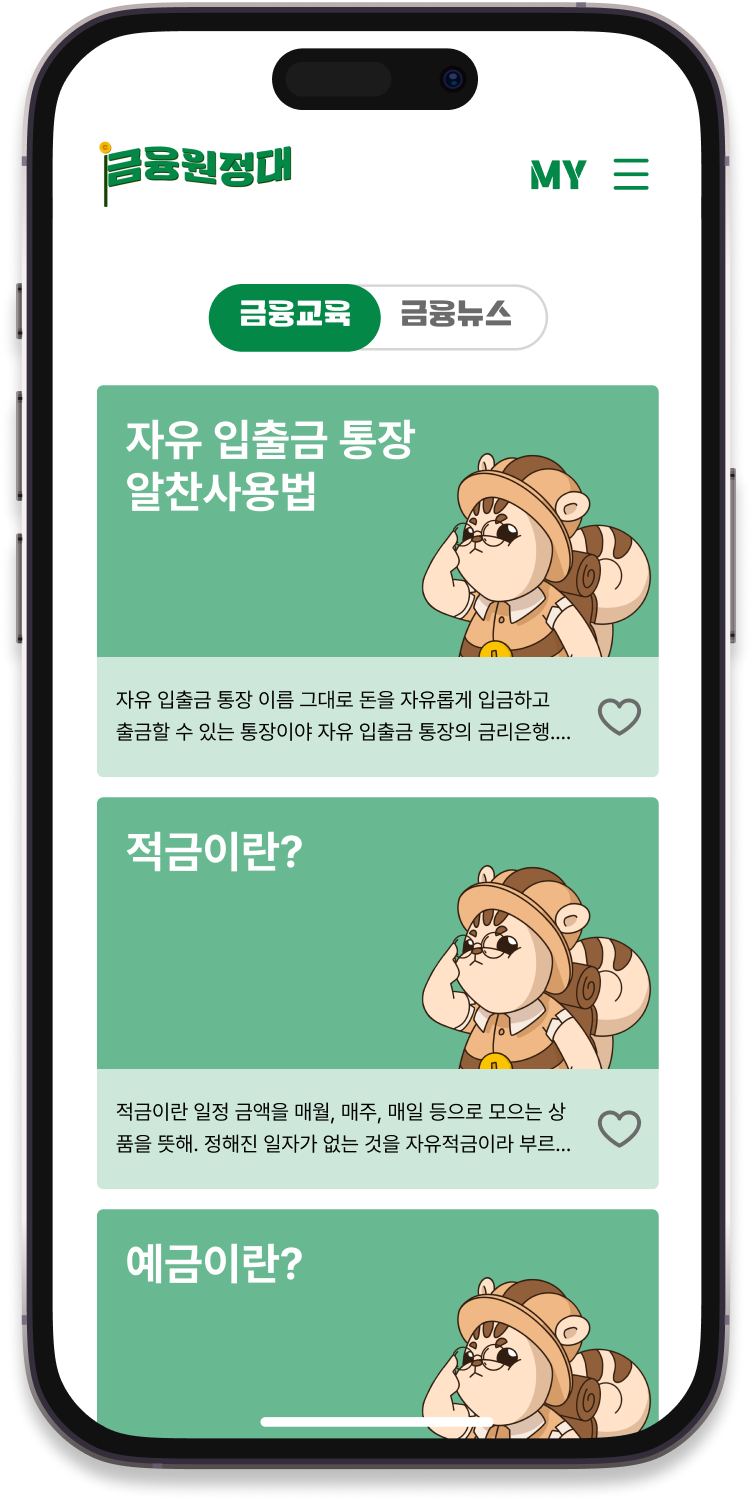 금융원정대
MY
금융교육
금융뉴스
자유 입출금 통장
알찬사용법
자유 입출금 통장 이름 그대로 돈을 자유롭게 입금하고
출금할 수 있는 통장이야 자유 입출금 통장의 금리은행....
적금이란?
적금이란 일정 금액을 매월, 매주, 매일 등으로 모으는 상
품을 뜻해. 정해진 일자가 없는 것을 자유적금이라 부르...
예금이란?